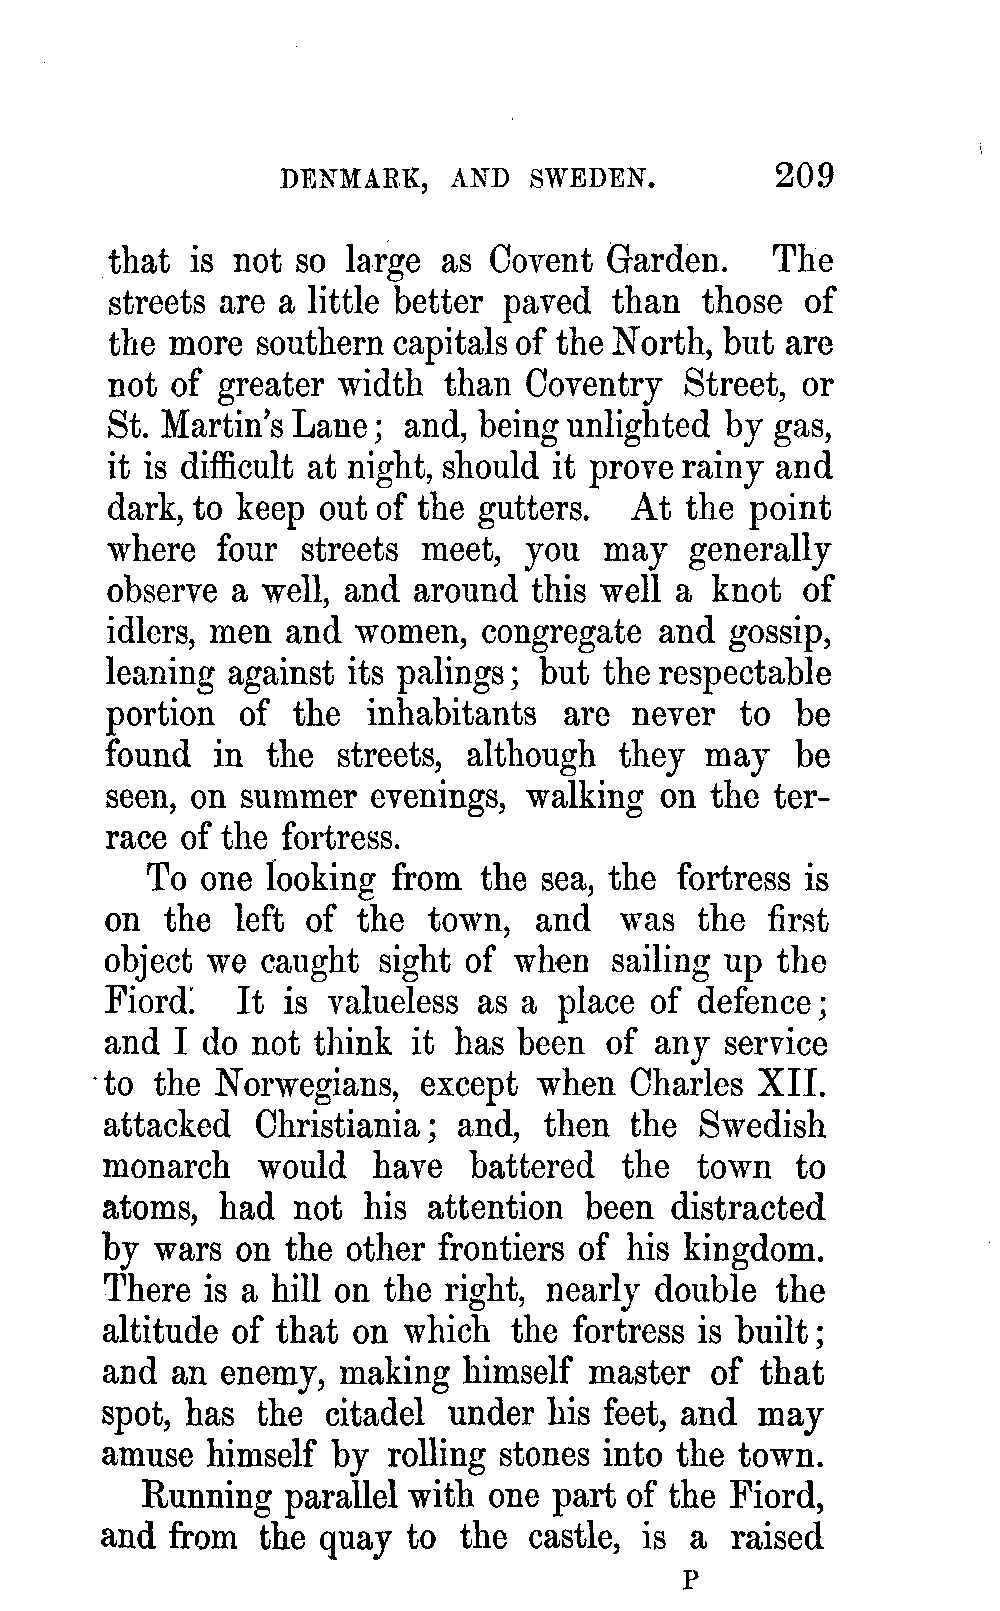 DENMARK, AND SWEDEN. 209
that is not so large as Covent Garden. The
streets are a little better paved than those of
the more southern capitals of the North, but are
not of greater width than Coventry Street, or
St. Martin's Lane; and, being unlighted by gas,
it is difficult at night, should it prove rainy and
dark, to keep out of the gutters. At the point
where four streets meet, you may generally
observe a well, and around this well a knot of
idlers, men and women, congregate and gossip,
leaning against its palings; but the respectable
portion of the inhabitants are never to be
found in the streets, although they may be
seen, on summer evenings, walking on the ter-
race of the fortress.
To one looking from the sea, the fortress is
on the left of the town, and was the first
object we caught sight of when sailing up the
Fiord. It is valueless as a place of defence;
and I do not think it has been of any service
to the Norwegians, except when Charles XII.
attacked Christiania; and, then the Swedish
monarch would have battered the town to
atoms, had not his attention been distracted
by wars on the other frontiers of his kingdom.
There is a hill on the right, nearly double the
altitude of that on which the fortress is built;
and an enemy, making himself master of that
spot, has the citadel under his feet, and may
amuse himself by rolling stones into the town.
Running parallel with one part of the Fiord,
and from the quay to the castle, is a raised
P